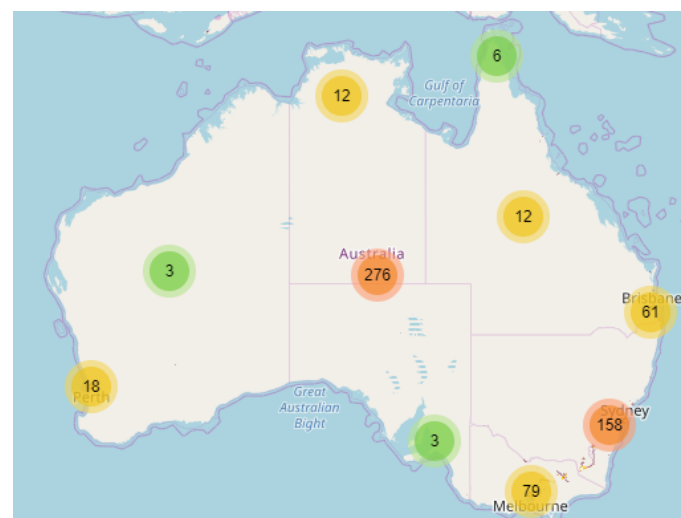 6
12
Gulf of
Carpentaria
12
Australia
3
276
Brisbane
61
18
Perth
Great
Australian
Bight
Sydney
158
3
79
Melbourne